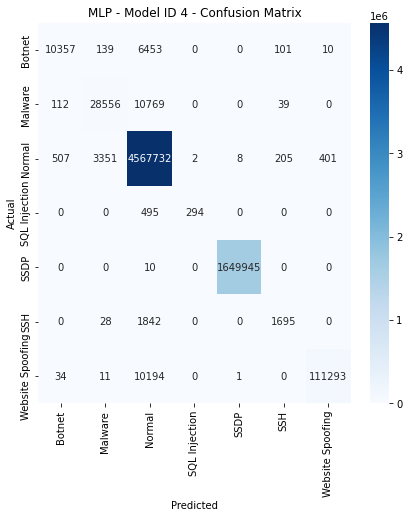 MLP - Model ID 4 - Confusion Matrix
1e6
Botnet 10357 139 6453 0 0 101 10
Malware 112 28556 10769 0 0 39 0
Normal 507 3351 4567732 2 8 205 401
SQL Injection 0 0 495 294 0 0 0
SSDP 0 0 10 0 1649945 0 0
SSH 0 28 1842 0 0 1695 0
Website Spoofing 34 11 10194 0 1 0 111293
Actual
Botnet
Malware
Normal
SQL Injection
SSDP
SSH
Website Spoofing
Predicted
4
3
2
1
0